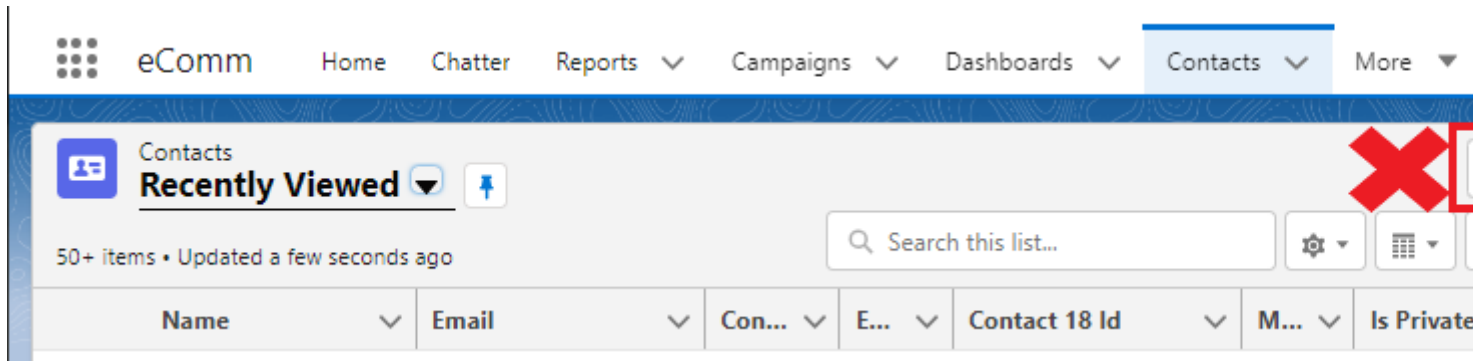 eComm Home Chatter Reports Campaigns Dashboards Contacts More
Contacts
Recently Viewed
Search this list...
50+ items • Updated a few seconds ago
Name Email Con... E... Contact 18 Id M... Is Private